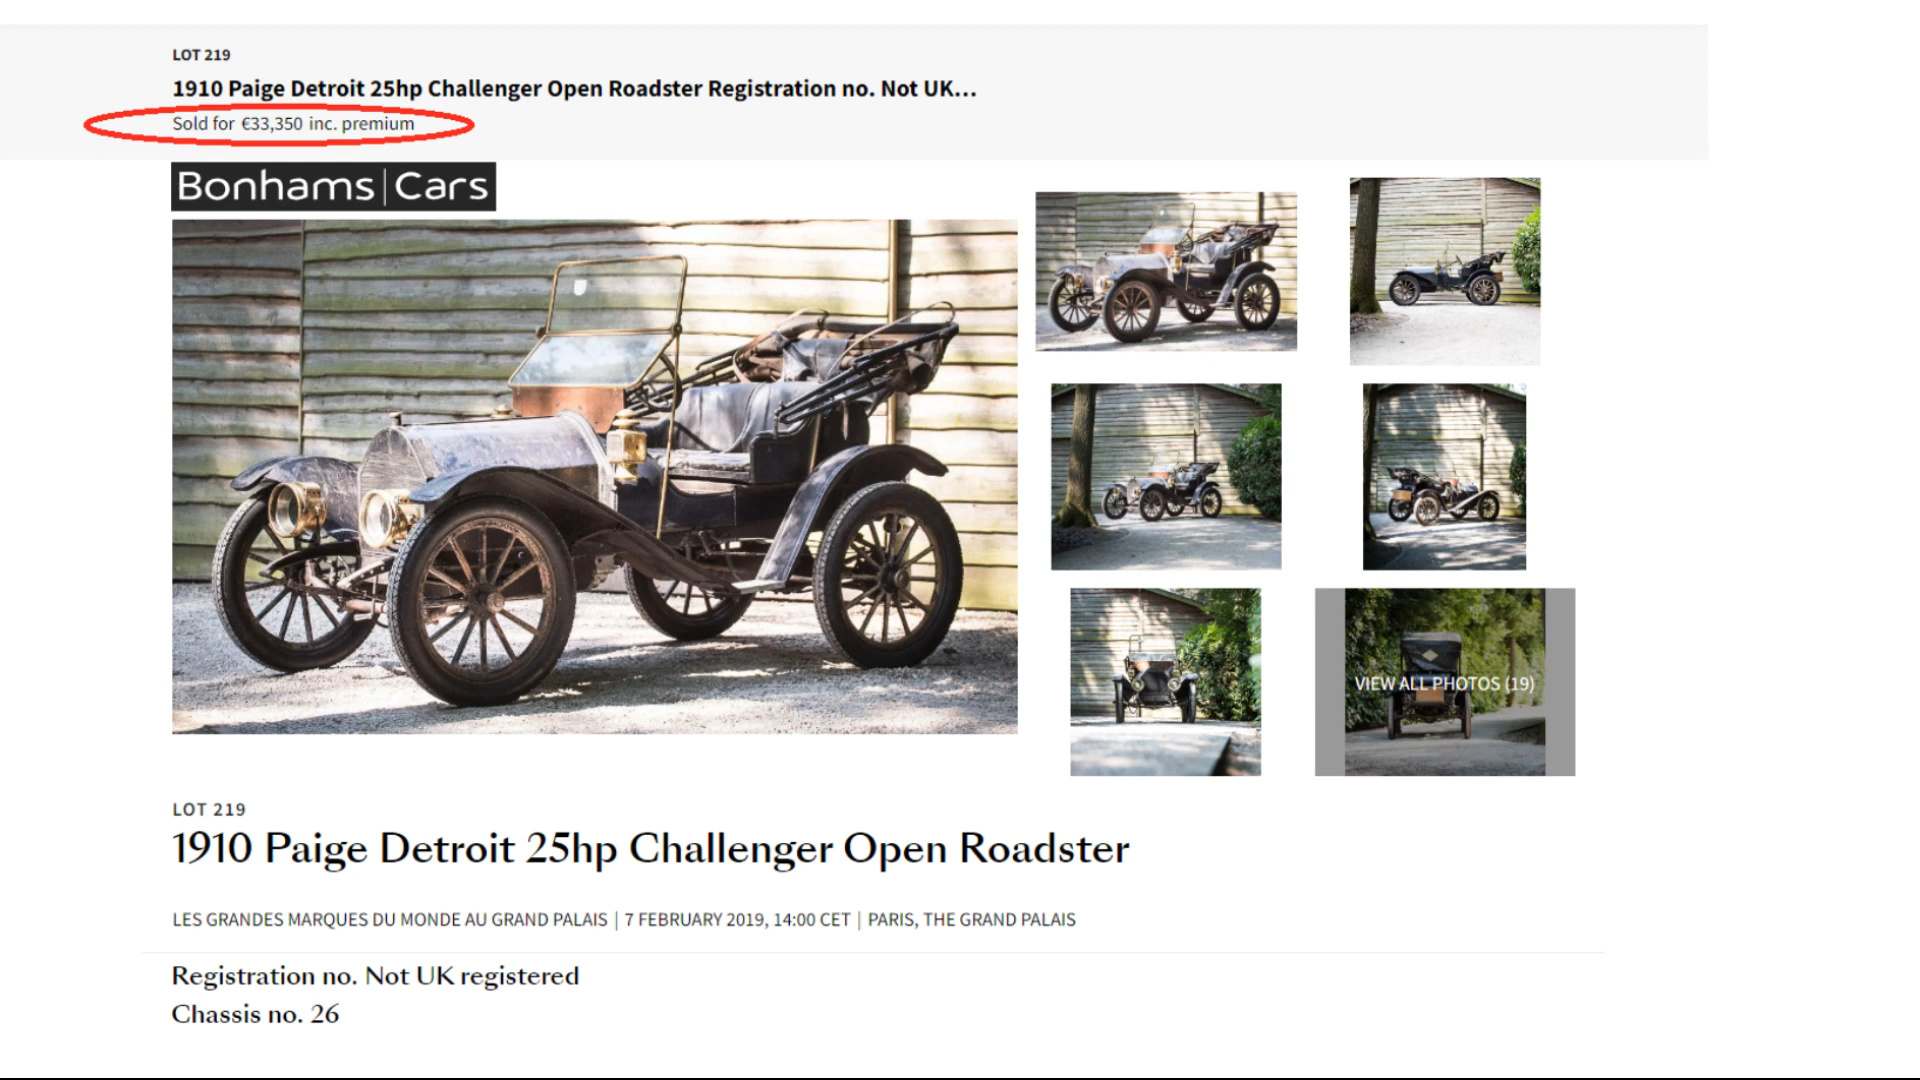 LOT 219
1910 Paige Detroit 25hp Challenger Open Roadster Registration no. Not UK...
Sold for €33,350 inc. premium
Bonhams|Cars
VIEW ALL PHOTOS (19)
LOT 219
1910 Paige Detroit 25hp Challenger Open Roadster
LES GRANDES MARQUES DU MONDE AU GRAND PALAIS | 7 FEBRUARY 2019, 14:00 CET | PARIS, THE GRAND PALAIS
Registration no. Not UK registered
Chassis no. 26